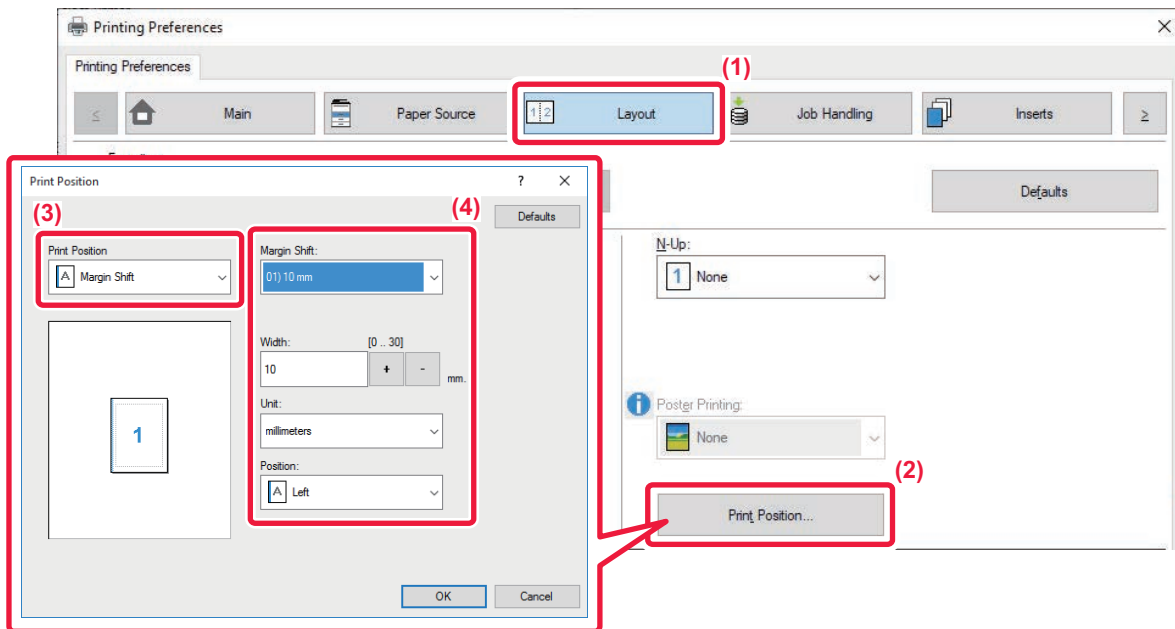 Printing Preferences
Printing Preferences
(1)
≤
Main
Paper Source
1 2
Layout
Job Handling
Inserts
≥
Print Position
?
Defaults
(3)
(4)
Defaults
Print Position
A Margin Shift
Margin Shift:
01) 10 mm
N-Up:
1 None
Width: [0 .. 30]
10 + - mm.
Unit:
millimeters
1
Poster Printing:
None
Position:
A Left
(2)
Print Position...
OK Cancel